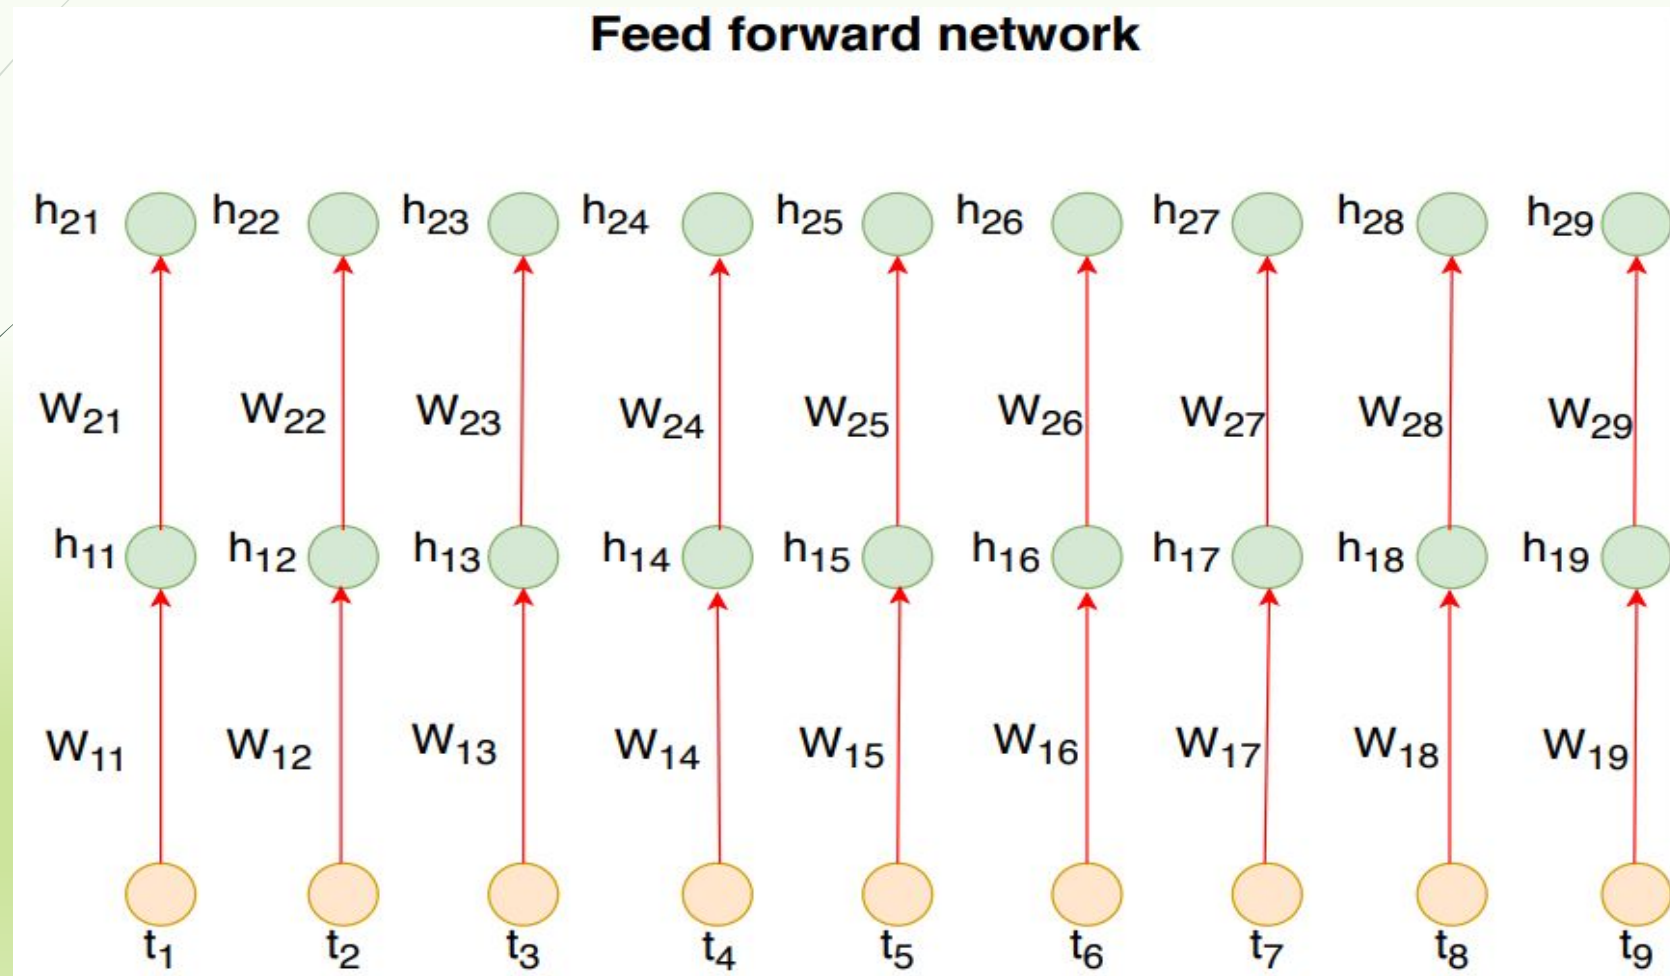 Feed forward network
h21 h22 h23 h24 h25 h26 h27 h28 h29
W21 W22 W23 W24 W25 W26 W27 W28 W29
h11 h12 h13 h14 h15 h16 h17 h18 h19
W11 W12 W13 W14 W15 W16 W17 W18 W19
t1 t2 t3 t4 t5 t6 t7 t8 t9